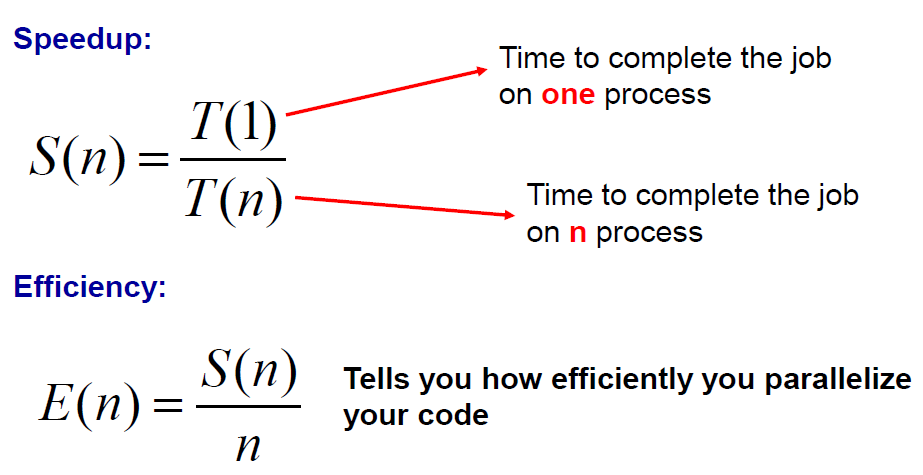 Speedup:
Time to complete the job
on one process
S(n) = T(1) / T(n)
Time to complete the job
on n process
Efficiency:
E(n) = S(n) / n
Tells you how efficiently you parallelize
your code